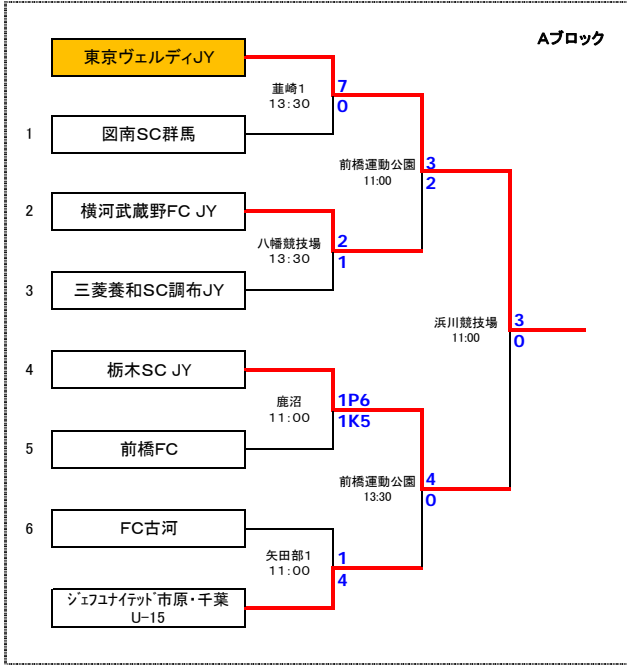 Aブロック
東京ヴェルディJY
韮崎1
13:30
7
0
1
図南SC群馬
前橋運動公園
11:00
3
2
2
横河武蔵野FC JY
八幡競技場
13:30
2
1
3
三菱養和SC調布JY
浜川競技場
11:00
3
0
4
栃木SC JY
鹿沼
11:00
1P6
1K5
5
前橋FC
前橋運動公園
13:30
4
0
6
FC古河
矢田部1
11:00
1
4
ジェフユナイテッド市原・千葉
U-15